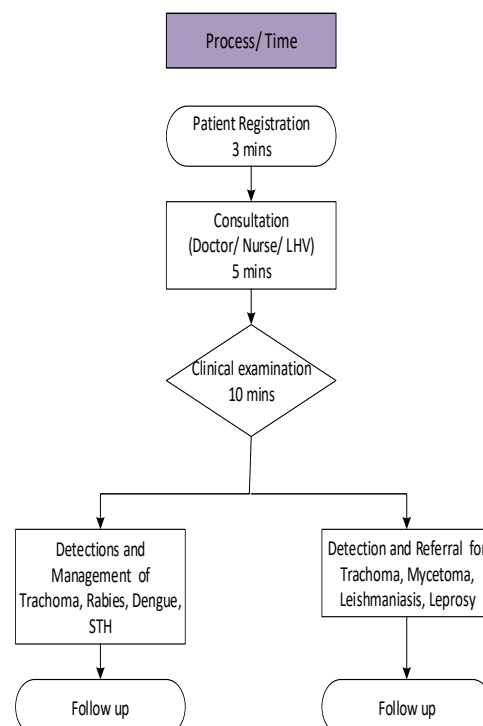 Process/ Time
Patient Registration
3 mins
Consultation
(Doctor/ Nurse/ LHV)
5 mins
Clinical examination
10 mins
Detections and
Management of
Trachoma, Rabies, Dengue,
STH
Detection and Referral for
Trachoma, Mycetoma,
Leishmaniasis, Leprosy
Follow up
Follow up